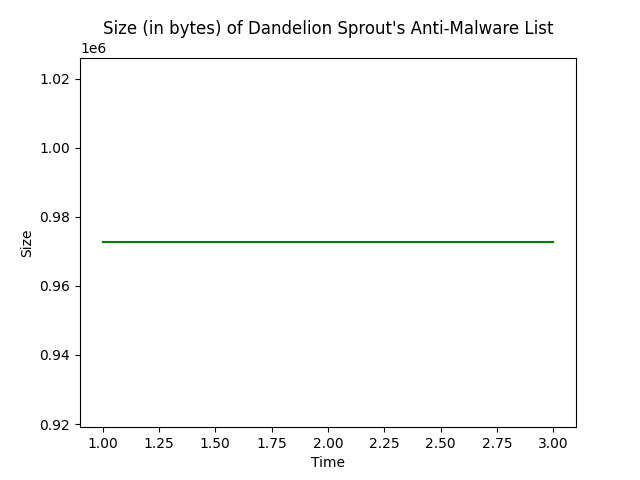 Size (in bytes) of Dandelion Sprout's Anti-Malware List
1e6
1.02
1.00
0.98
0.96
0.94
0.92
Size
1.00 1.25 1.50 1.75 2.00 2.25 2.50 2.75 3.00
Time